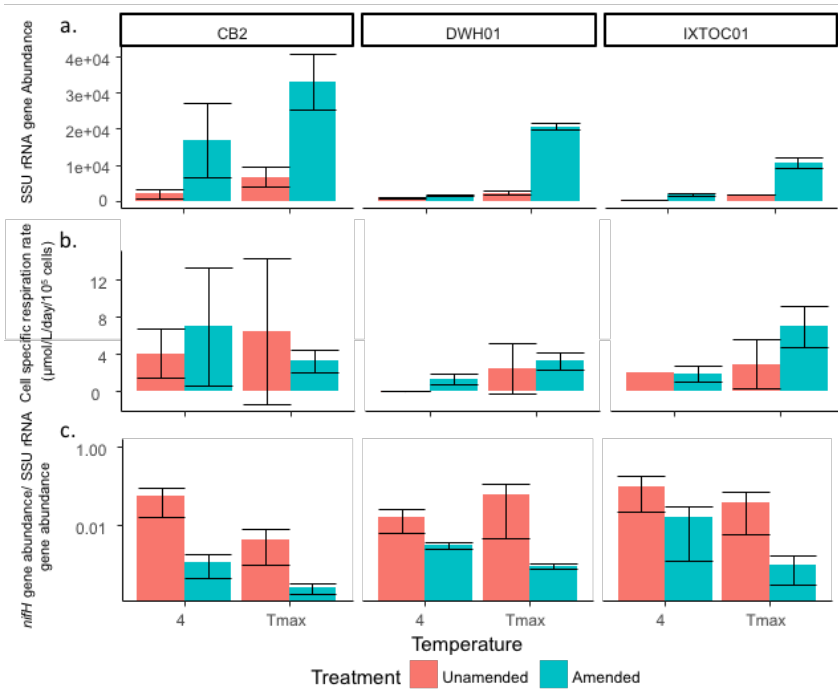 a.
CB2
DWH01
IXTOC01
SSU rRNA gene Abundance
4e+04
3e+04
2e+04
1e+04
0
b.
Cell specific respiration rate
(μmol/L/day/10⁵ cells)
12
8
4
0
c.
nifH gene abundance/ SSU rRNA
gene abundance
1.00
0.01
4 Tmax 4 Tmax 4 Tmax
Temperature
Treatment Unamended Amended